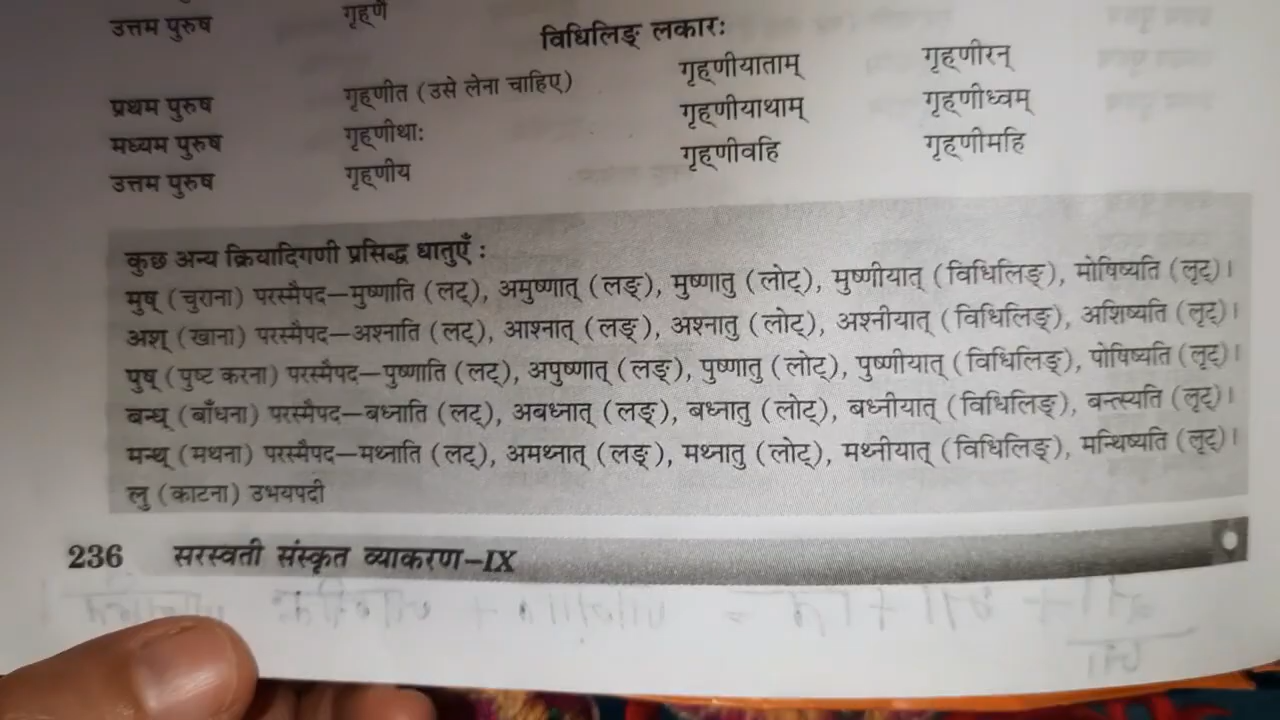 उत्तम पुरुष गृह्णै
विधिलिङ् लकारः
प्रथम पुरुष गृह्णीत (उसे लेना चाहिए) गृह्णीयाताम् गृह्णीरन्
मध्यम पुरुष गृह्णीथाः गृह्णीयाथाम् गृह्णीध्वम्
उत्तम पुरुष गृह्णीय गृह्णीवहि गृह्णीमहि
कुछ अन्य क्रियादिगणी प्रसिद्ध धातुएँ :
मुष् (चुराना) परस्मैपद—मुष्णाति (लट्), अमुष्णात् (लङ्), मुष्णातु (लोट्), मुष्णीयात् (विधिलिङ्), मोषिष्यति (लृट्)।
अश् (खाना) परस्मैपद—अश्नाति (लट्), आश्नात् (लङ्), अश्नातु (लोट्), अश्नीयात् (विधिलिङ्), अशिष्यति (लृट्)।
पुष् (पुष्ट करना) परस्मैपद—पुष्णाति (लट्), अपुष्णात् (लङ्), पुष्णातु (लोट्), पुष्णीयात् (विधिलिङ्), पोषिष्यति (लृट्)।
बन्ध् (बाँधना) परस्मैपद—बध्नाति (लट्), अबध्नात् (लङ्), बध्नातु (लोट्), बध्नीयात् (विधिलिङ्), बन्त्स्यति (लृट्)।
मन्थ् (मथना) परस्मैपद—मथ्नाति (लट्), अमथ्नात् (लङ्), मथ्नातु (लोट्), मथ्नीयात् (विधिलिङ्), मन्थिष्यति (लृट्)।
लु (काटना) उभयपदी
236 सरस्वती संस्कृत व्याकरण–IX